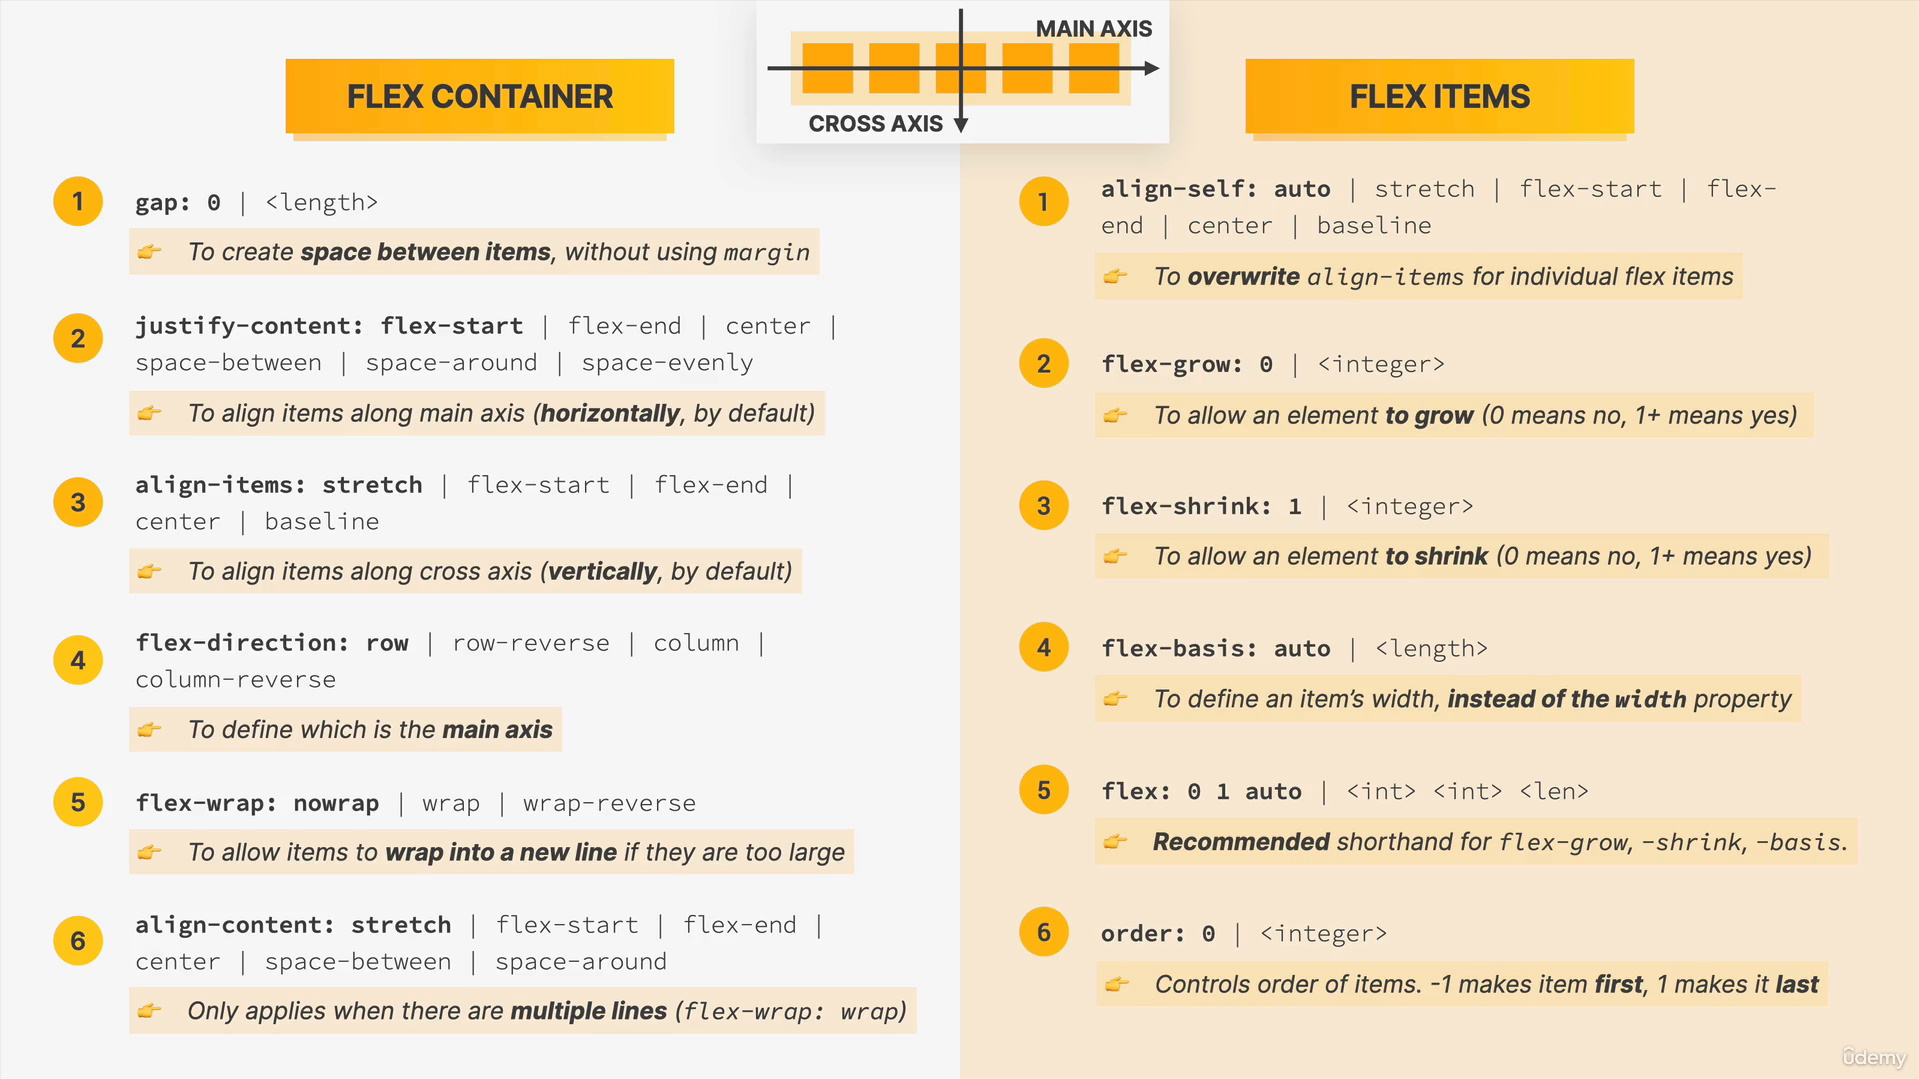 MAIN AXIS
CROSS AXIS
FLEX CONTAINER
1
gap: 0 | <length>
👉 To create space between items, without using margin
2
justify-content: flex-start | flex-end | center |
space-between | space-around | space-evenly
👉 To align items along main axis (horizontally, by default)
3
align-items: stretch | flex-start | flex-end |
center | baseline
👉 To align items along cross axis (vertically, by default)
4
flex-direction: row | row-reverse | column |
column-reverse
👉 To define which is the main axis
5
flex-wrap: nowrap | wrap | wrap-reverse
👉 To allow items to wrap into a new line if they are too large
6
align-content: stretch | flex-start | flex-end |
center | space-between | space-around
👉 Only applies when there are multiple lines (flex-wrap: wrap)
FLEX ITEMS
1
align-self: auto | stretch | flex-start | flex-
end | center | baseline
👉 To overwrite align-items for individual flex items
2
flex-grow: 0 | <integer>
👉 To allow an element to grow (0 means no, 1+ means yes)
3
flex-shrink: 1 | <integer>
👉 To allow an element to shrink (0 means no, 1+ means yes)
4
flex-basis: auto | <length>
👉 To define an item’s width, instead of the width property
5
flex: 0 1 auto | <int> <int> <len>
👉 Recommended shorthand for flex-grow, -shrink, -basis.
6
order: 0 | <integer>
👉 Controls order of items. -1 makes item first, 1 makes it last
ûdemy